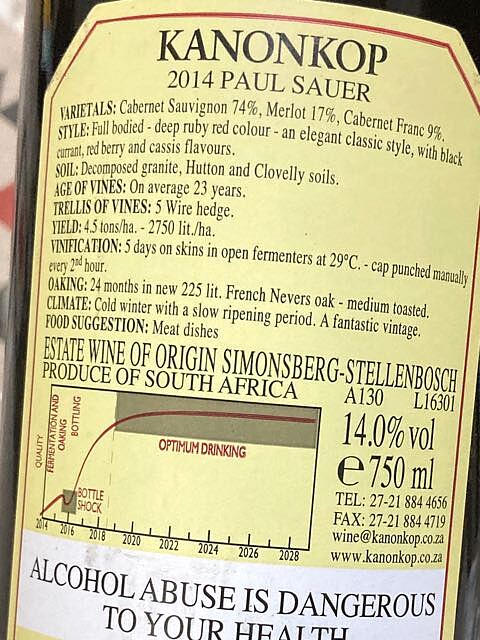 KANONKOP
2014 PAUL SAUER
VARIETALS: Cabernet Sauvignon 74%, Merlot 17%, Cabernet Franc 9%.
STYLE: Full bodied - deep ruby red colour - an elegant classic style, with black
currant, red berry and cassis flavours.
SOIL: Decomposed granite, Hutton and Clovelly soils.
AGE OF VINES: On average 23 years.
TRELLIS OF VINES: 5 Wire hedge.
YIELD: 4.5 tons/ha. - 2750 lit./ha.
VINIFICATION: 5 days on skins in open fermenters at 29°C. - cap punched manually
every 2nd hour.
OAKING: 24 months in new 225 lit. French Nevers oak - medium toasted.
CLIMATE: Cold winter with a slow ripening period. A fantastic vintage.
FOOD SUGGESTION: Meat dishes
ESTATE WINE OF ORIGIN SIMONSBERG-STELLENBOSCH
PRODUCE OF SOUTH AFRICA
A130 L16301
14.0% vol
e 750 ml
TEL: 27-21 884 4656
FAX: 27-21 884 4719
wine@kanonkop.co.za
www.kanonkop.co.za
QUALITY
FERMENTATION AND
OAKING
BOTTLING
OPTIMUM DRINKING
BOTTLE
SHOCK
2014 2016 2018 2020 2022 2024 2026 2028
ALCOHOL ABUSE IS DANGEROUS
TO YOUR HEALTH